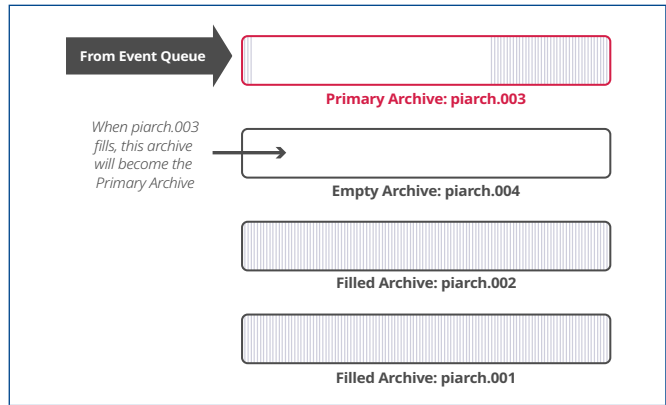 From Event Queue
Primary Archive: piarch.003
When piarch.003
fills, this archive
will become the
Primary Archive
Empty Archive: piarch.004
Filled Archive: piarch.002
Filled Archive: piarch.001